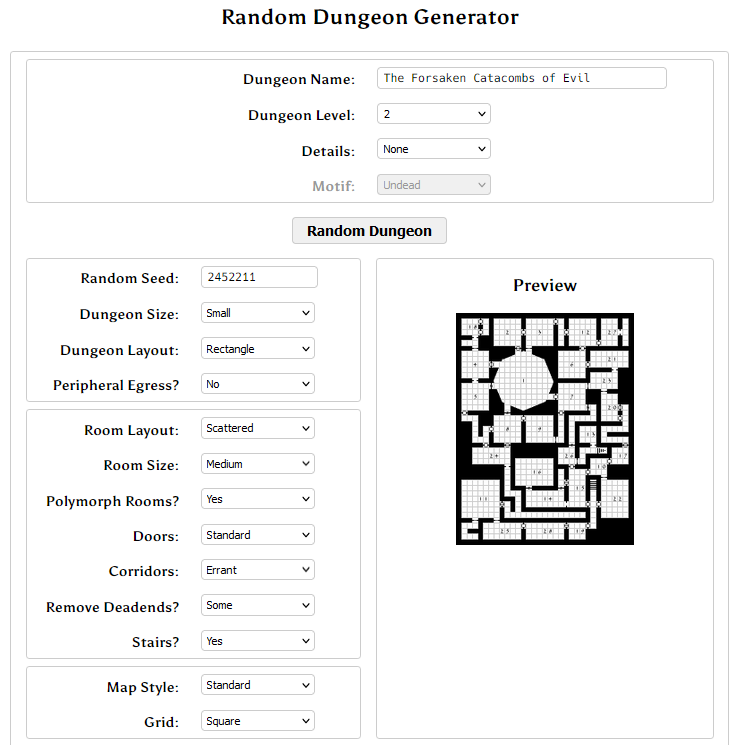 Random Dungeon Generator
Dungeon Name: The Forsaken Catacombs of Evil
Dungeon Level: 2
Details: None
Motif: Undead
Random Dungeon
Random Seed: 2452211
Dungeon Size: Small
Dungeon Layout: Rectangle
Peripheral Egress? No
Room Layout: Scattered
Room Size: Medium
Polymorph Rooms? Yes
Doors: Standard
Corridors: Errant
Remove Deadends? Some
Stairs? Yes
Map Style: Standard
Grid: Square
Preview